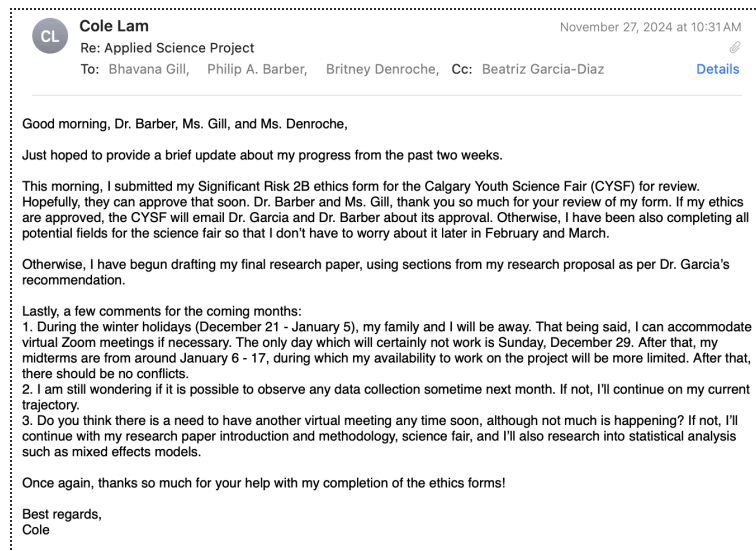 CL
Cole Lam
November 27, 2024 at 10:31 AM
Re: Applied Science Project
To: Bhavana Gill, Philip A. Barber, Britney Denroche, Cc: Beatriz Garcia-Diaz
Details
Good morning, Dr. Barber, Ms. Gill, and Ms. Denroche,
Just hoped to provide a brief update about my progress from the past two weeks.
This morning, I submitted my Significant Risk 2B ethics form for the Calgary Youth Science Fair (CYSF) for review.
Hopefully, they can approve that soon. Dr. Barber and Ms. Gill, thank you so much for your review of my form. If my ethics
are approved, the CYSF will email Dr. Garcia and Dr. Barber about its approval. Otherwise, I have been also completing all
potential fields for the science fair so that I don't have to worry about it later in February and March.
Otherwise, I have begun drafting my final research paper, using sections from my research proposal as per Dr. Garcia's
recommendation.
Lastly, a few comments for the coming months:
1. During the winter holidays (December 21 - January 5), my family and I will be away. That being said, I can accommodate
virtual Zoom meetings if necessary. The only day which will certainly not work is Sunday, December 29. After that, my
midterms are from around January 6 - 17, during which my availability to work on the project will be more limited. After that,
there should be no conflicts.
2. I am still wondering if it is possible to observe any data collection sometime next month. If not, I'll continue on my current
trajectory.
3. Do you think there is a need to have another virtual meeting any time soon, although not much is happening? If not, I'll
continue with my research paper introduction and methodology, science fair, and I'll also research into statistical analysis
such as mixed effects models.
Once again, thanks so much for your help with my completion of the ethics forms!
Best regards,
Cole